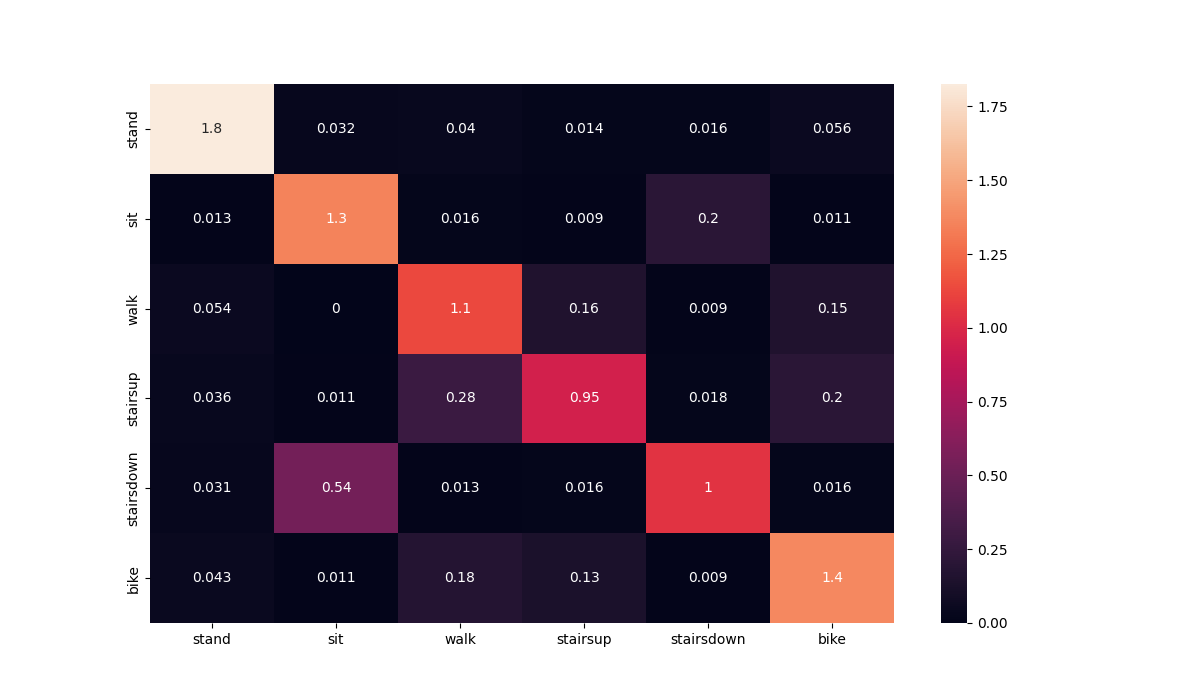 stand 1.8 0.032 0.04 0.014 0.016 0.056
sit 0.013 1.3 0.016 0.009 0.2 0.011
walk 0.054 0 1.1 0.16 0.009 0.15
stairsup 0.036 0.011 0.28 0.95 0.018 0.2
stairsdown 0.031 0.54 0.013 0.016 1 0.016
bike 0.043 0.011 0.18 0.13 0.009 1.4
stand sit walk stairsup stairsdown bike
1.75
1.50
1.25
1.00
0.75
0.50
0.25
0.00